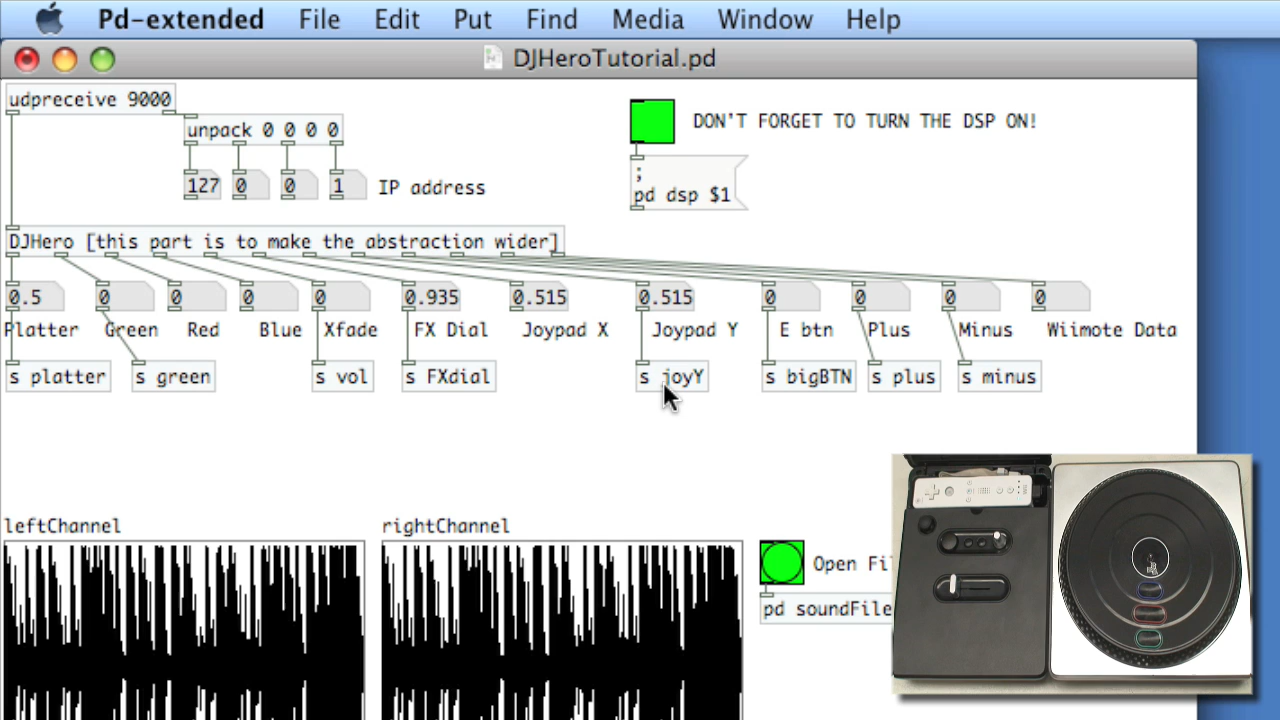 Pd-extended File Edit Put Find Media Window Help
DJHeroTutorial.pd
udpreceive 9000
unpack 0 0 0 0
DON'T FORGET TO TURN THE DSP ON!
127 0 0 1 IP address
;
pd dsp $1
DJHero [this part is to make the abstraction wider]
0.5 0 0 0 0 0.935 0.515 0.515 0 0 0 0
Platter Green Red Blue Xfade FX Dial Joypad X Joypad Y E btn Plus Minus Wiimote Data
s platter s green s vol s FXdial s joyY s bigBTN s plus s minus
leftChannel rightChannel
Open Fi
pd soundFile